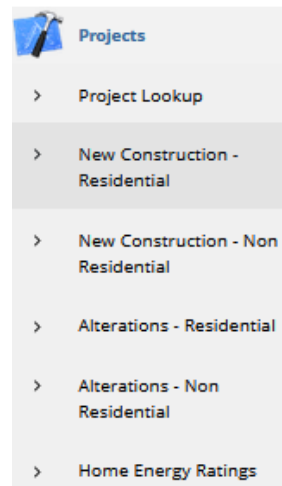 Projects
> Project Lookup
> New Construction -
Residential
> New Construction - Non
Residential
> Alterations - Residential
> Alterations - Non
Residential
> Home Energy Ratings